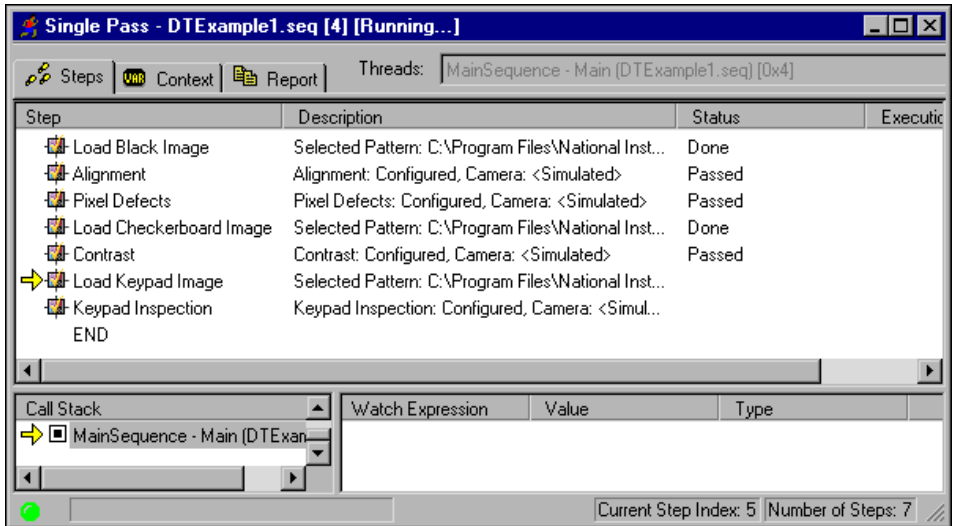 Single Pass - DTExample1.seq [4] [Running...]
Steps VAR Context Report Threads: MainSequence - Main (DTExample1.seq) [0x4]
Step Description Status Executic
Load Black Image Selected Pattern: C:\Program Files\National Inst... Done
Alignment Alignment: Configured, Camera: <Simulated> Passed
Pixel Defects Pixel Defects: Configured, Camera: <Simulated> Passed
Load Checkerboard Image Selected Pattern: C:\Program Files\National Inst... Done
Contrast Contrast: Configured, Camera: <Simulated> Passed
Load Keypad Image Selected Pattern: C:\Program Files\National Inst...
Keypad Inspection Keypad Inspection: Configured, Camera: <Simul...
END
Call Stack Watch Expression Value Type
MainSequence - Main (DTExan
Current Step Index: 5 Number of Steps: 7